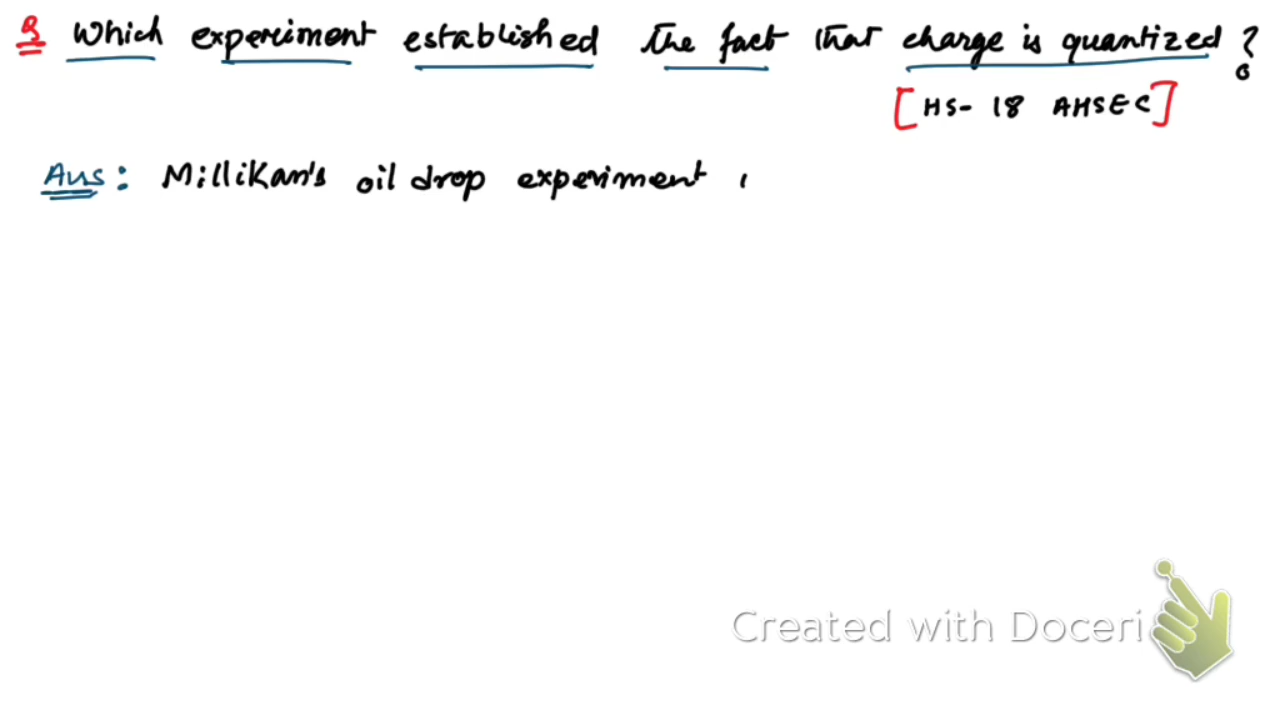 Q Which experiment established the fact that charge is quantized ?
[HS- 18 AHSEC]
Ans : Millikan's oil drop experiment
Created with Doceri